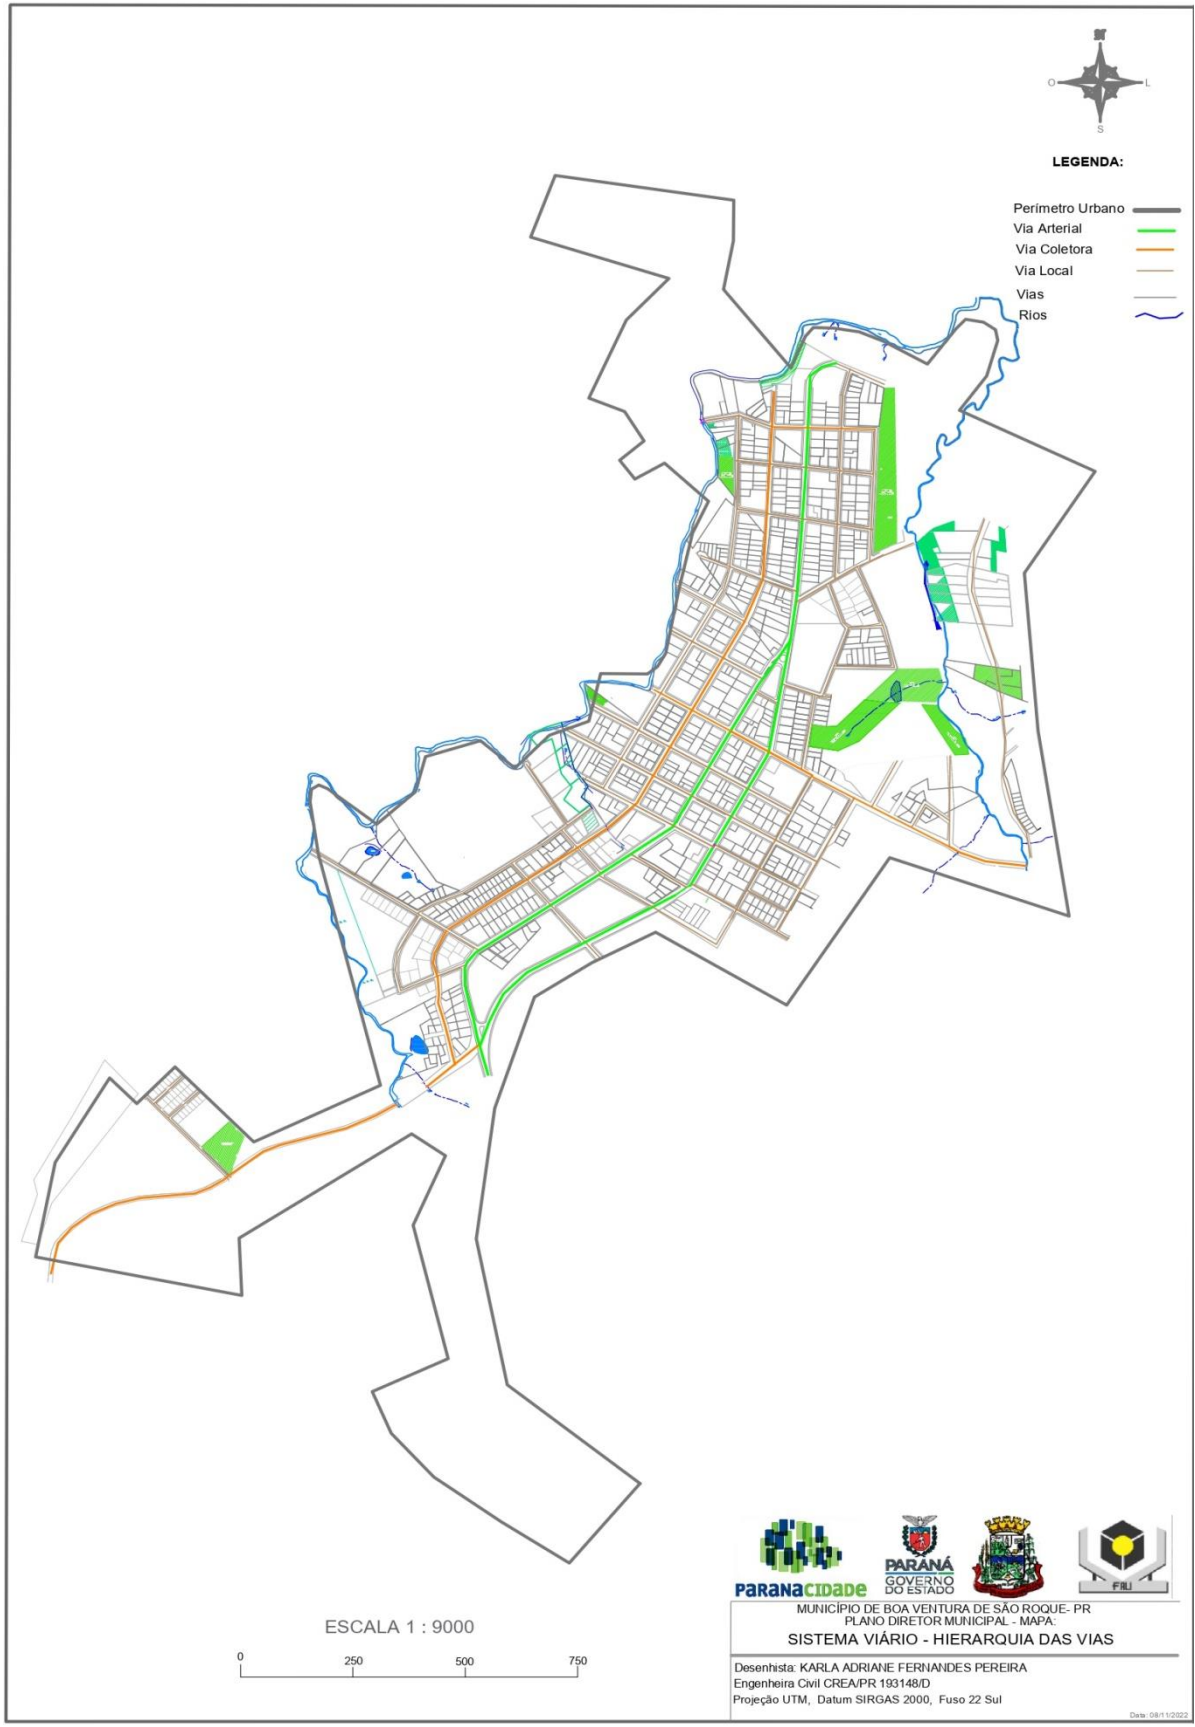 O
L
S
LEGENDA:
Perímetro Urbano
Via Arterial
Via Coletora
Via Local
Vias
Rios
ESCALA 1 : 9000
0
250
500
750
PARANACIDADE
PARANÁ
GOVERNO
DO ESTADO
FAU
MUNICÍPIO DE BOA VENTURA DE SÃO ROQUE- PR
PLANO DIRETOR MUNICIPAL - MAPA:
SISTEMA VIÁRIO - HIERARQUIA DAS VIAS
Desenhista: KARLA ADRIANE FERNANDES PEREIRA
Engenheira Civil CREA/PR 193148/D
Projeção UTM, Datum SIRGAS 2000, Fuso 22 Sul
Data: 08/11/2022